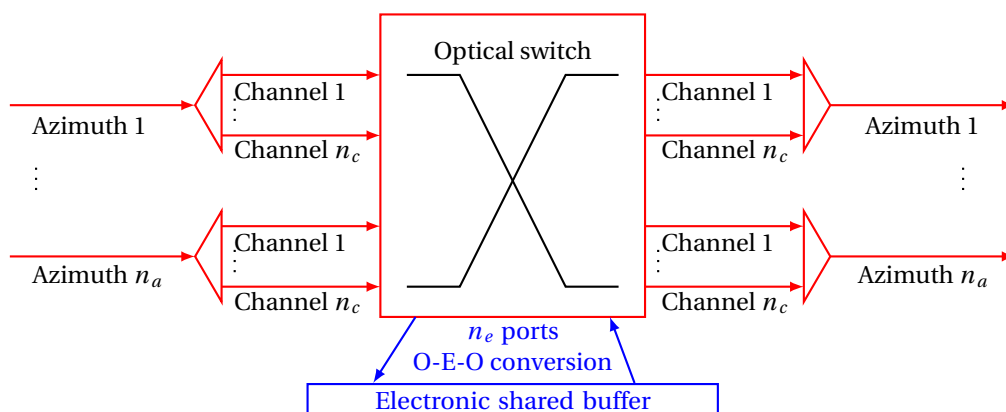 Optical switch
Channel 1
Channel 1
Azimuth 1
Azimuth 1
Channel n_c
Channel n_c
Channel 1
Channel 1
Azimuth n_a
Azimuth n_a
Channel n_c
Channel n_c
n_e ports
O-E-O conversion
Electronic shared buffer